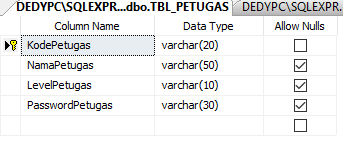 DEDYPC\SQLEXPR...dbo.TBL_PETUGAS DEDYPC\SQLEXPR
Column Name Data Type Allow Nulls
KodePetugas varchar(20)
NamaPetugas varchar(50)
LevelPetugas varchar(10)
PasswordPetugas varchar(30)